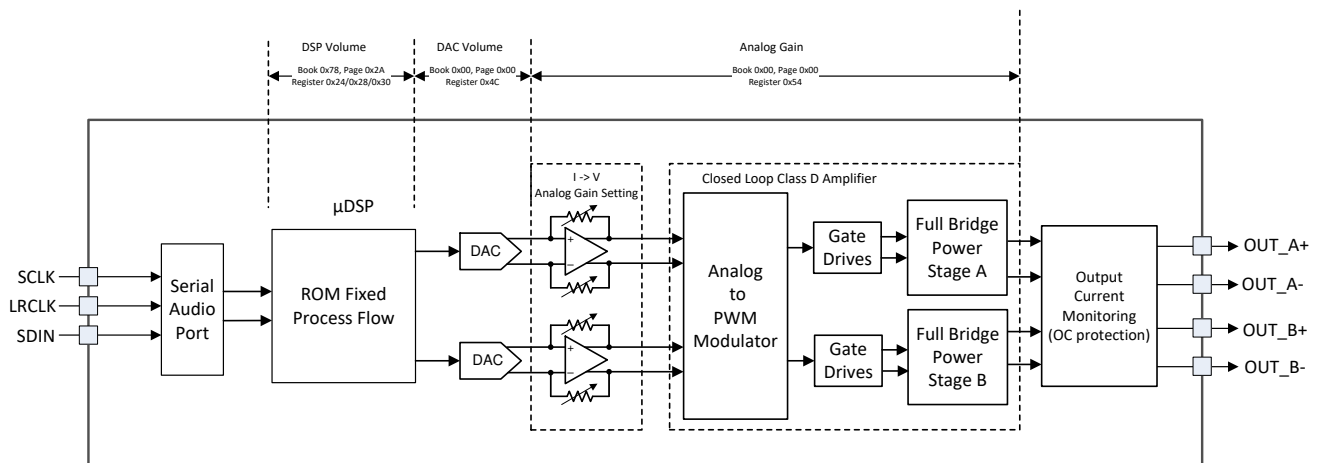 DSP Volume
Book 0x78, Page 0x2A
Register 0x24/0x28/0x30
DAC Volume
Book 0x00, Page 0x00
Register 0x4C
Analog Gain
Book 0x00, Page 0x00
Register 0x54
I -> V
Analog Gain Setting
Closed Loop Class D Amplifier
µDSP
SCLK
LRCLK
SDIN
Serial
Audio
Port
ROM Fixed
Process Flow
DAC
+
−
DAC
+
−
Analog
to
PWM
Modulator
Gate
Drives
Full Bridge
Power
Stage A
Gate
Drives
Full Bridge
Power
Stage B
Output
Current
Monitoring
(OC protection)
OUT_A+
OUT_A-
OUT_B+
OUT_B-